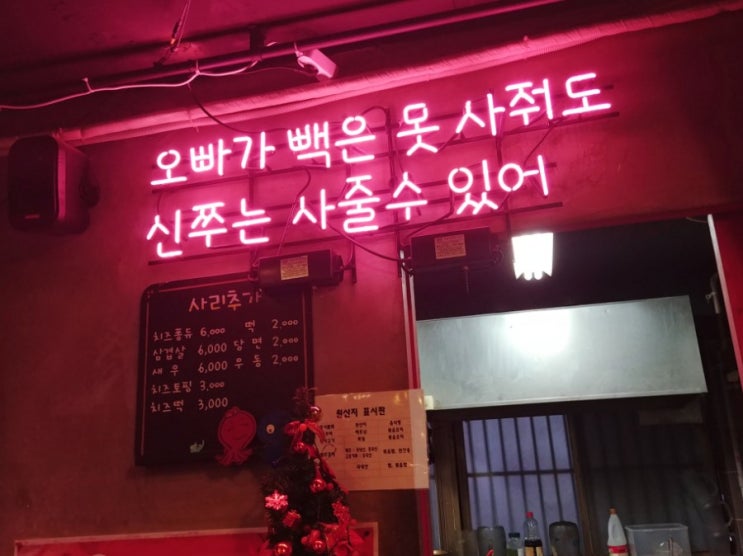 오빠가 빽은 못 사줘도
신쭈는 사줄수 있어
사리추가
치즈퐁듀 6,000 떡 2,000
삼겹살 6,000 당면 2,000
새우 6,000 우동 2,000
치즈토핑 3,000
치즈떡 3,000
원산지 표시판